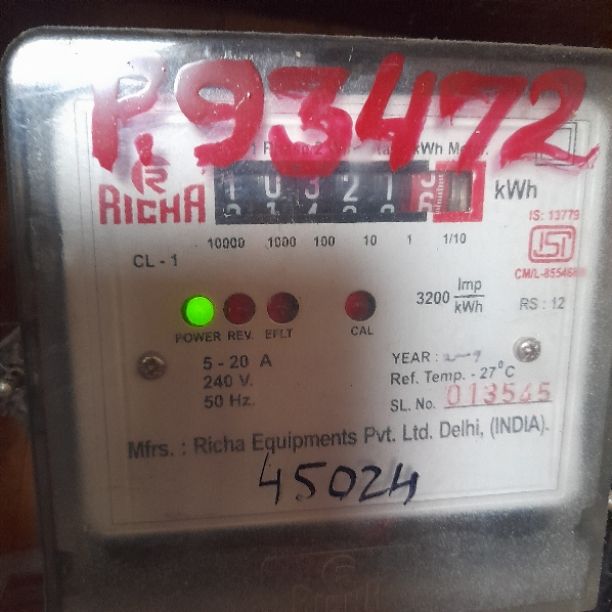 P.93472
RICHA
kWh
IS: 13779
10000 1000 100 10 1 1/10
CL - 1
ISI
3200 Imp/kWh
RS : 12
POWER REV. EFLT CAL
5 - 20 A
240 V.
50 Hz.
YEAR :
Ref. Temp. - 27°C
SL. No. 013545
Mfrs. : Richa Equipments Pvt. Ltd. Delhi, (INDIA).
45024